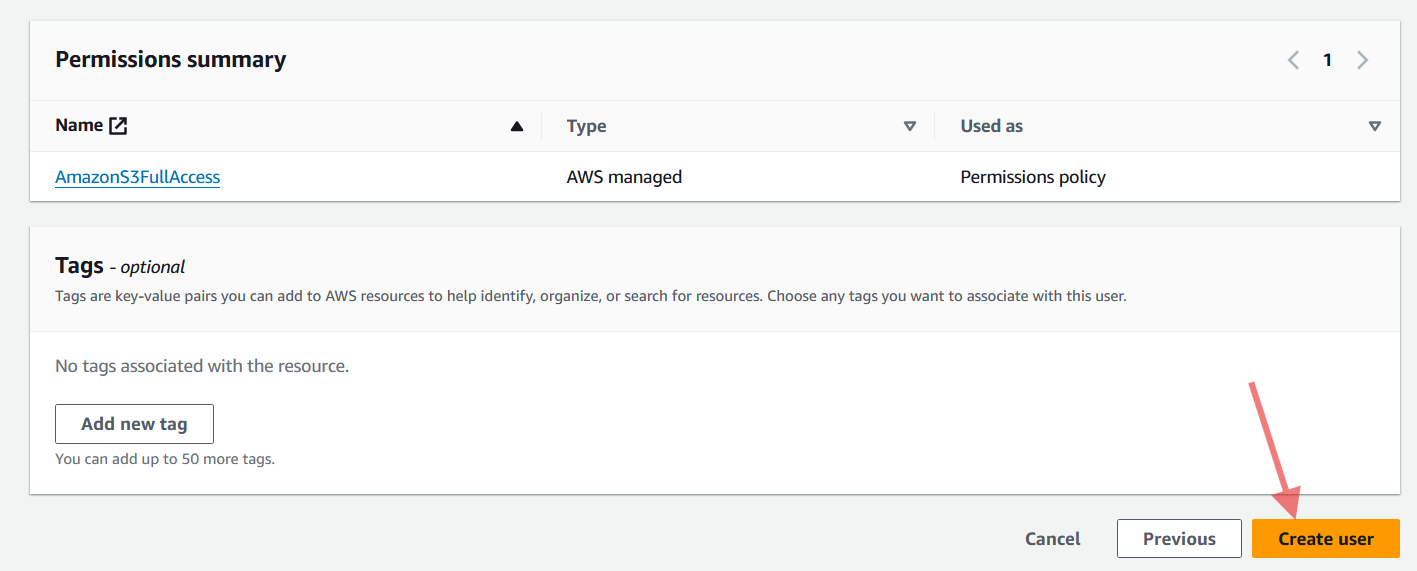 Permissions summary
1
Name Type Used as
AmazonS3FullAccess AWS managed Permissions policy
Tags - optional
Tags are key-value pairs you can add to AWS resources to help identify, organize, or search for resources. Choose any tags you want to associate with this user.
No tags associated with the resource.
Add new tag
You can add up to 50 more tags.
Cancel Previous Create user